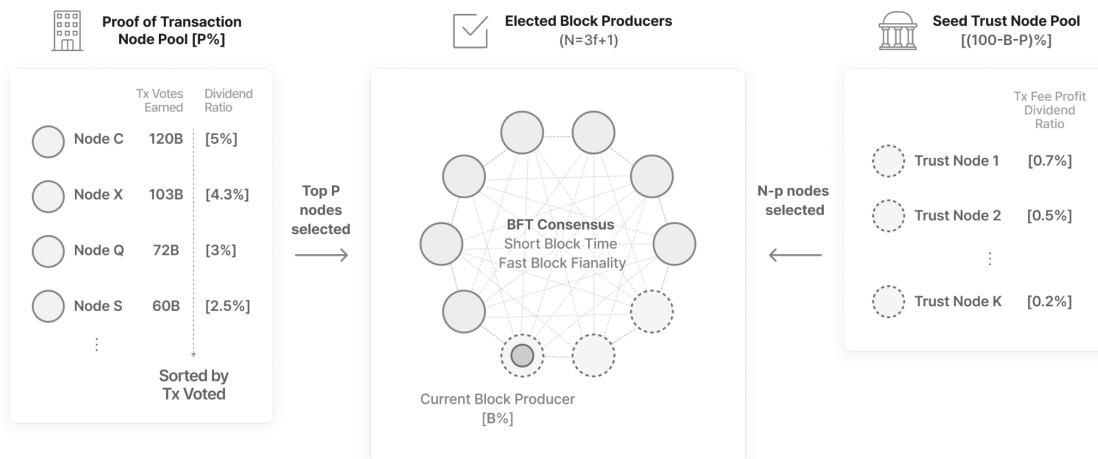 Proof of Transaction
Node Pool [P%]
Tx Votes
Earned
Dividend
Ratio
Node C 120B [5%]
Node X 103B [4.3%]
Node Q 72B [3%]
Node S 60B [2.5%]
⋮
Sorted by
Tx Voted
Top P
nodes
selected
Elected Block Producers
(N=3f+1)
BFT Consensus
Short Block Time
Fast Block Fianality
Current Block Producer
[B%]
N-p nodes
selected
Seed Trust Node Pool
[(100-B-P)%]
Tx Fee Profit
Dividend
Ratio
Trust Node 1 [0.7%]
Trust Node 2 [0.5%]
⋮
Trust Node K [0.2%]